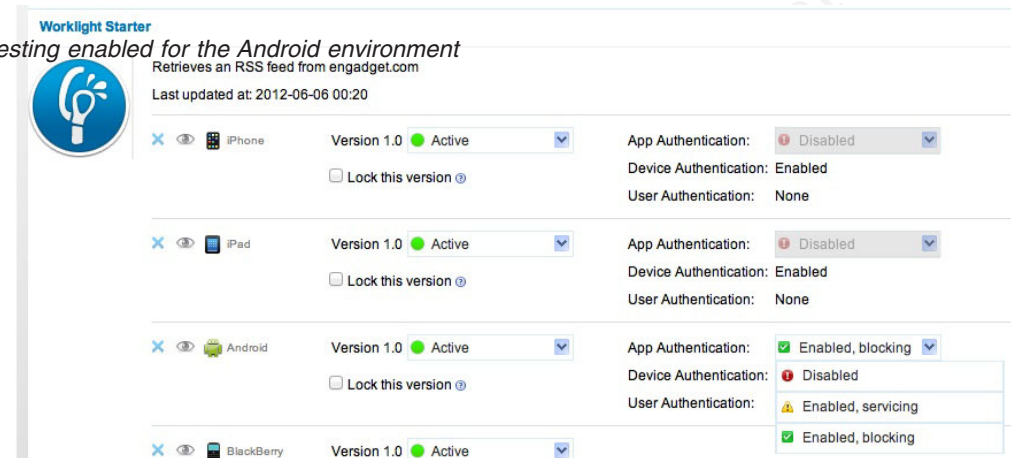 Worklight Starter
esting enabled for the Android environment
Retrieves an RSS feed from engadget.com
Last updated at: 2012-06-06 00:20
iPhone Version 1.0 Active App Authentication: Disabled
Lock this version Device Authentication: Enabled
User Authentication: None
iPad Version 1.0 Active App Authentication: Disabled
Lock this version Device Authentication: Enabled
User Authentication: None
Android Version 1.0 Active App Authentication: Enabled, blocking
Lock this version Device Authentication: Disabled
User Authentication: Enabled, servicing
Enabled, blocking
BlackBerry Version 1.0 Active